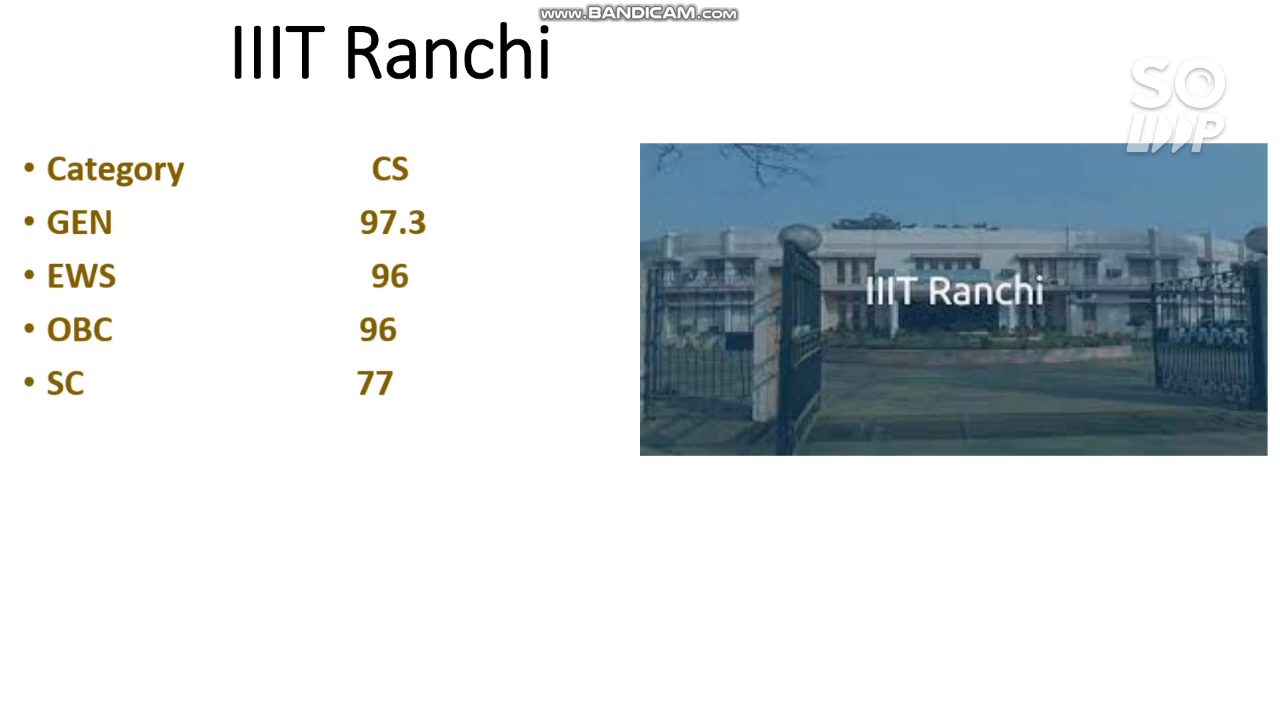 www.BANDICAM.com
IIIT Ranchi
SO
• Category CS
• GEN 97.3
• EWS 96
• OBC 96
• SC 77
IIIT Ranchi